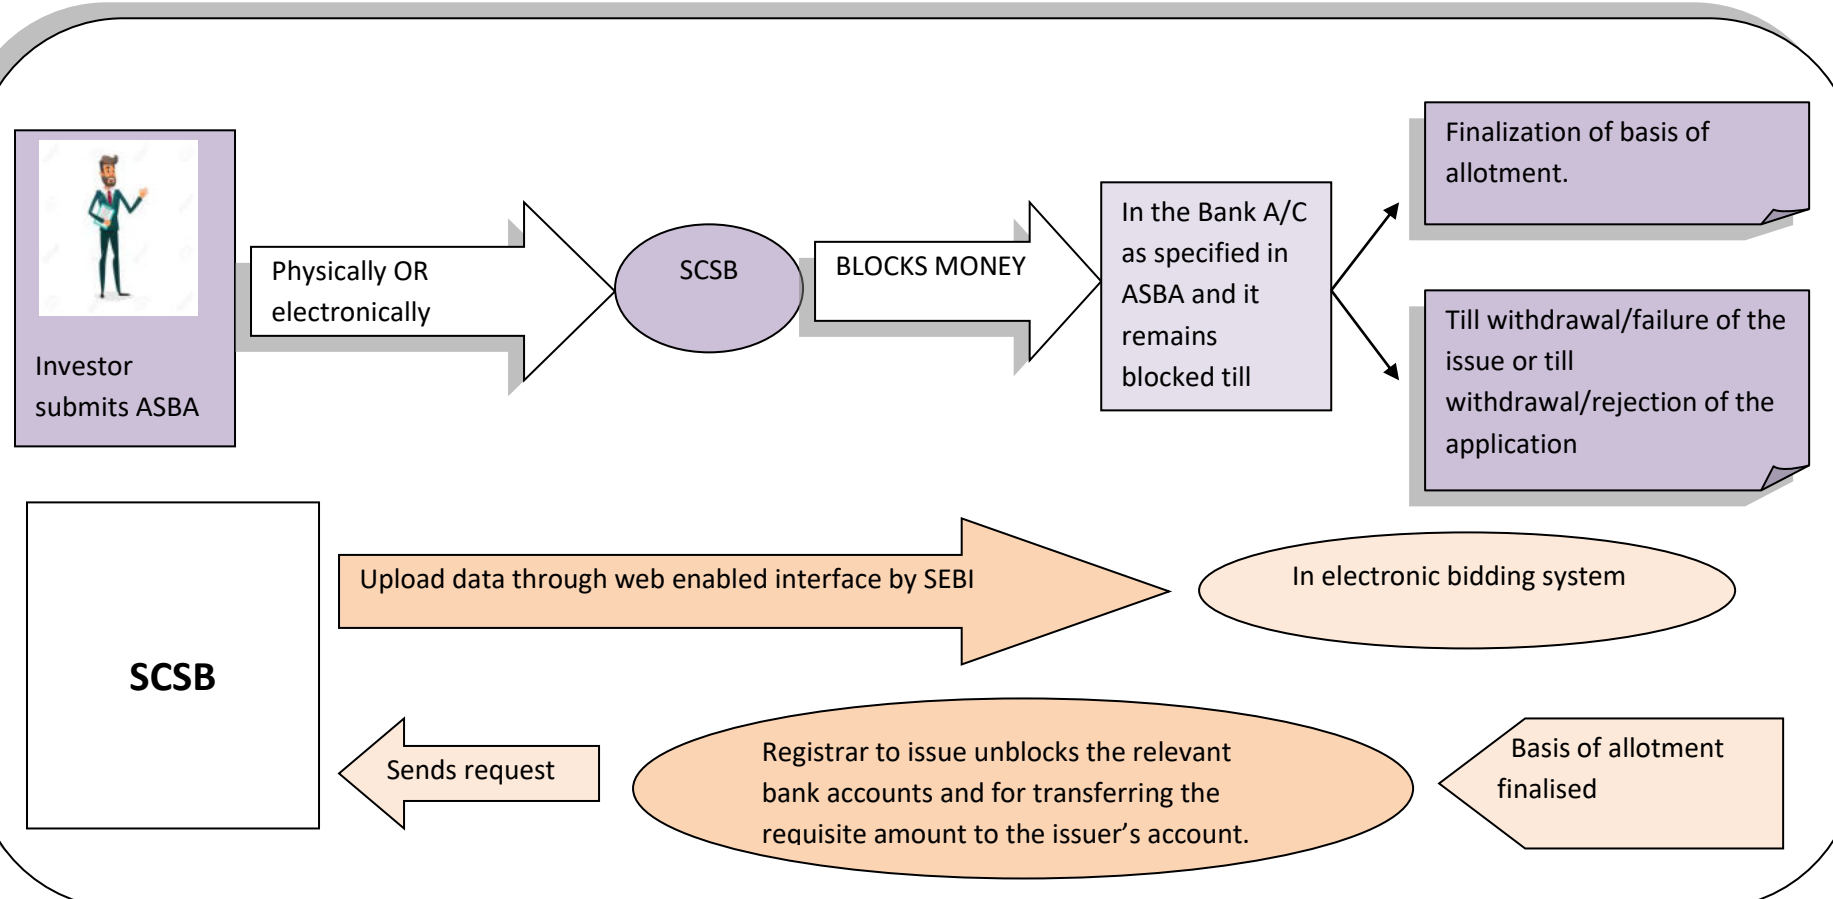 Investor
submits ASBA
Physically OR
electronically
SCSB
BLOCKS MONEY
In the Bank A/C
as specified in
ASBA and it
remains
blocked till
Finalization of basis of
allotment.
Till withdrawal/failure of the
issue or till
withdrawal/rejection of the
application
SCSB
Upload data through web enabled interface by SEBI
In electronic bidding system
Sends request
Registrar to issue unblocks the relevant
bank accounts and for transferring the
requisite amount to the issuer’s account.
Basis of allotment
finalised